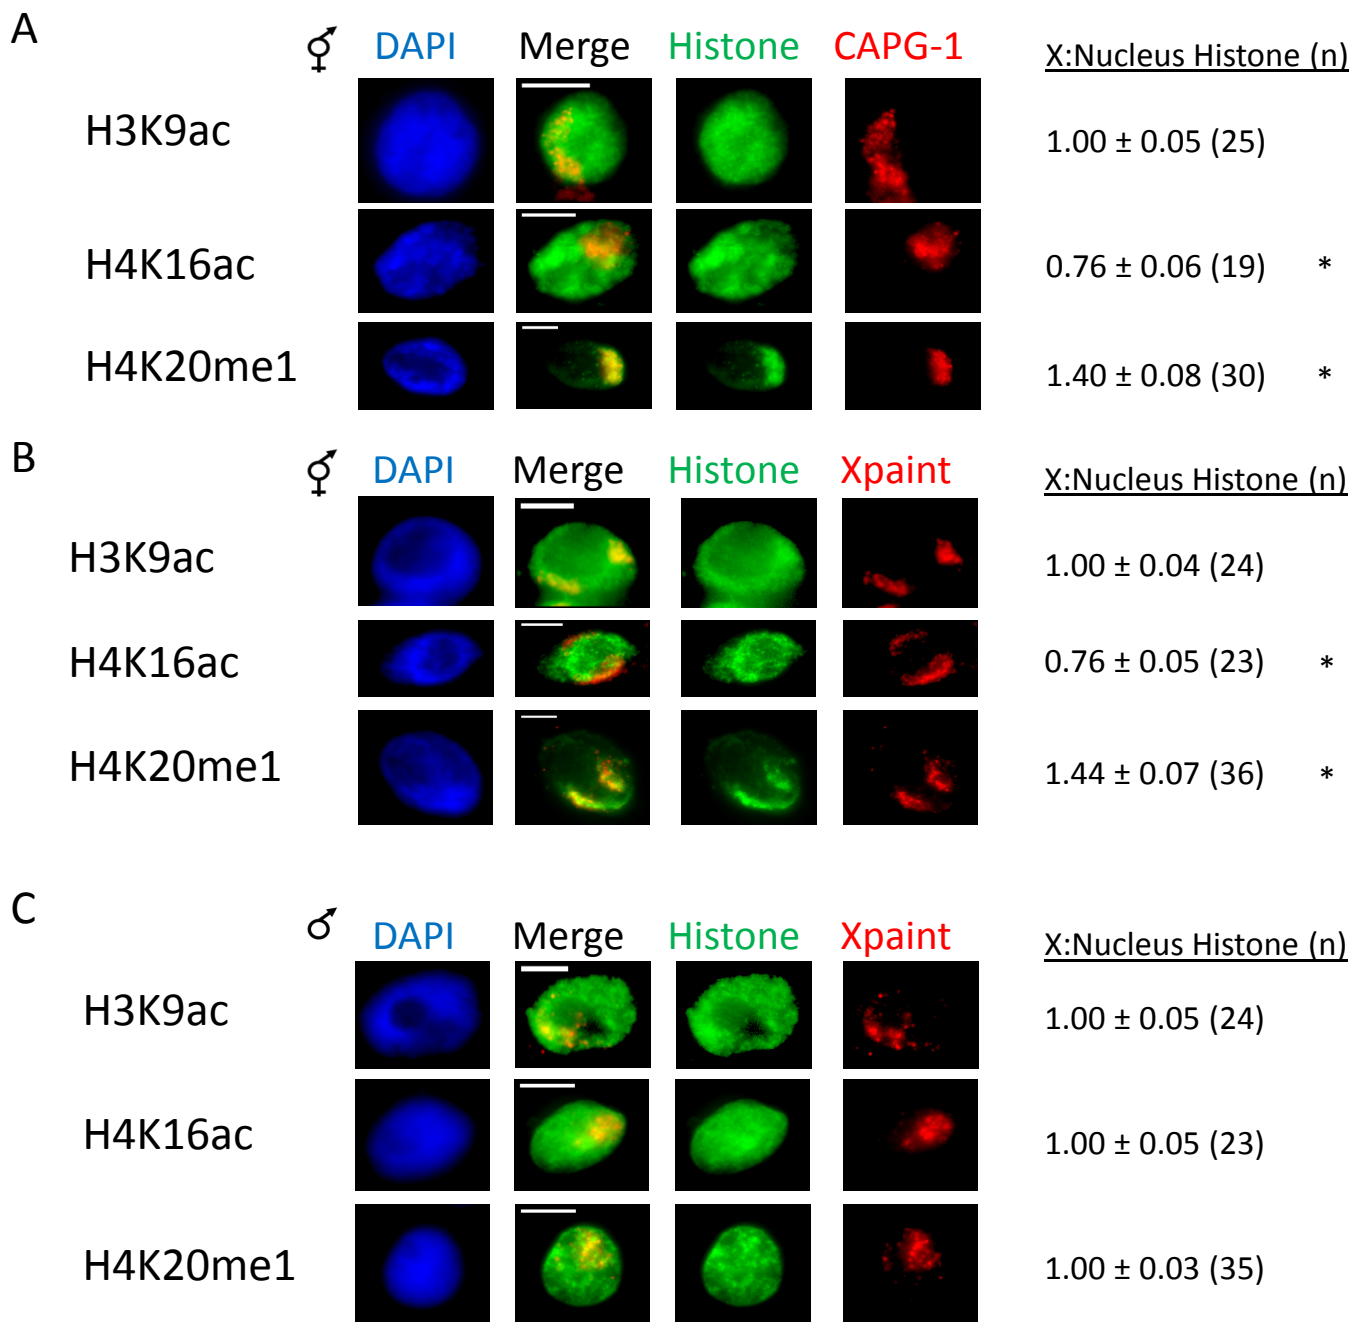 A
⚥ DAPI Merge Histone CAPG-1 X:Nucleus Histone (n)
H3K9ac 1.00 ± 0.05 (25)
H4K16ac 0.76 ± 0.06 (19) *
H4K20me1 1.40 ± 0.08 (30) *
B
⚥ DAPI Merge Histone Xpaint X:Nucleus Histone (n)
H3K9ac 1.00 ± 0.04 (24)
H4K16ac 0.76 ± 0.05 (23) *
H4K20me1 1.44 ± 0.07 (36) *
C
♂ DAPI Merge Histone Xpaint X:Nucleus Histone (n)
H3K9ac 1.00 ± 0.05 (24)
H4K16ac 1.00 ± 0.05 (23)
H4K20me1 1.00 ± 0.03 (35)